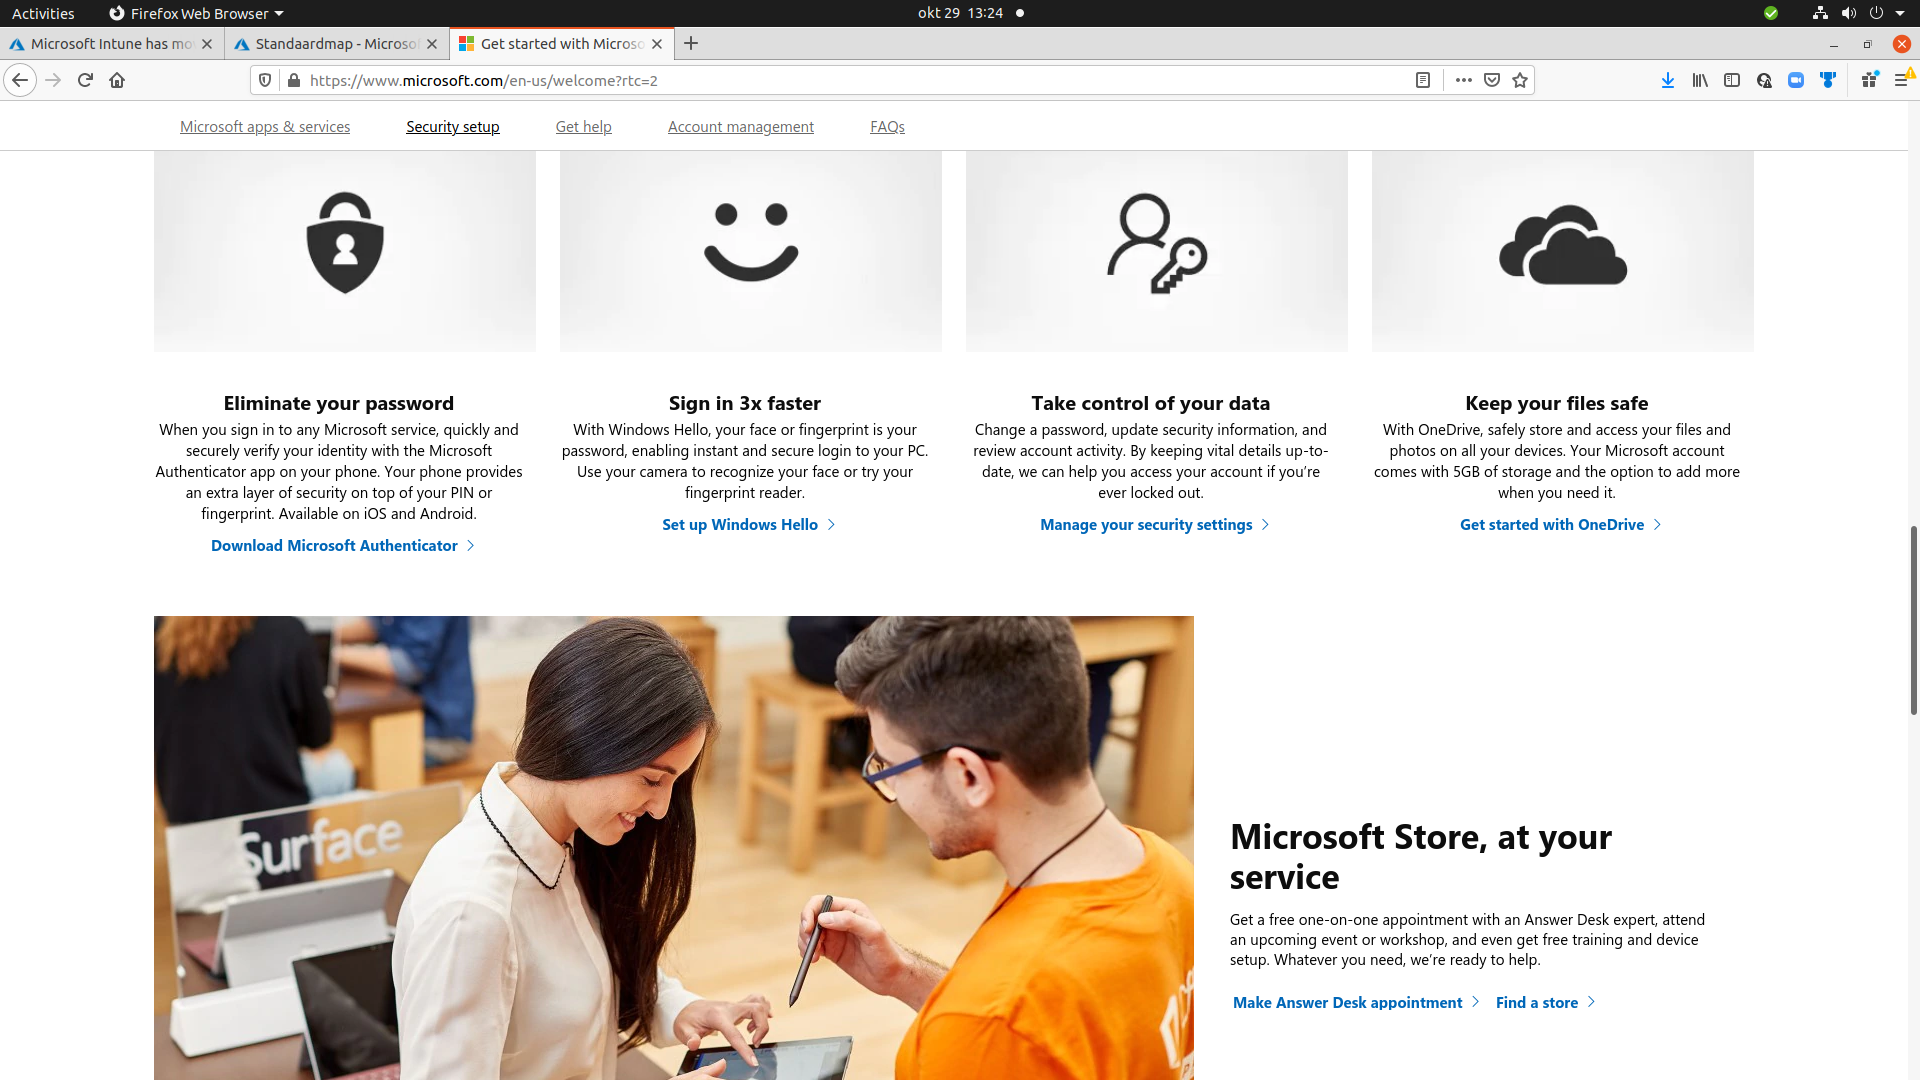 Activities
Firefox Web Browser
okt 29 13:24
Microsoft Intune has mo
Standaardmap - Microso
Get started with Microso
https://www.microsoft.com/en-us/welcome?rtc=2
Microsoft apps & services
Security setup
Get help
Account management
FAQs
Eliminate your password
When you sign in to any Microsoft service, quickly and
securely verify your identity with the Microsoft
Authenticator app on your phone. Your phone provides
an extra layer of security on top of your PIN or
fingerprint. Available on iOS and Android.
Download Microsoft Authenticator
Sign in 3x faster
With Windows Hello, your face or fingerprint is your
password, enabling instant and secure login to your PC.
Use your camera to recognize your face or try your
fingerprint reader.
Set up Windows Hello
Take control of your data
Change a password, update security information, and
review account activity. By keeping vital details up-to-
date, we can help you access your account if you’re
ever locked out.
Manage your security settings
Keep your files safe
With OneDrive, safely store and access your files and
photos on all your devices. Your Microsoft account
comes with 5GB of storage and the option to add more
when you need it.
Get started with OneDrive
Surface
Microsoft Store, at your
service
Get a free one-on-one appointment with an Answer Desk expert, attend
an upcoming event or workshop, and even get free training and device
setup. Whatever you need, we’re ready to help.
Make Answer Desk appointment
Find a store